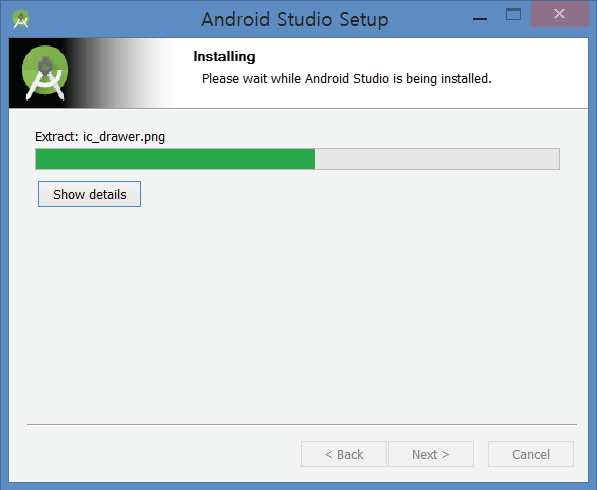 Android Studio Setup
Installing
Please wait while Android Studio is being installed.
Extract: ic_drawer.png
Show details
< Back
Next >
Cancel